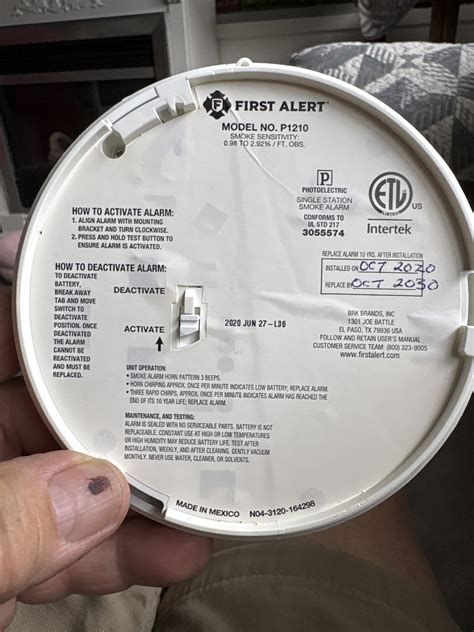 F FIRST ALERT™
MODEL NO. P1210
SMOKE SENSITIVITY:
0.98 TO 2.92% / FT. OBS.
P
PHOTOELECTRIC
SINGLE STATION
SMOKE ALARM
CONFORMS TO
UL STD 217
3055574
ETL
LISTED
US
Intertek
HOW TO ACTIVATE ALARM:
1. ALIGN ALARM WITH MOUNTING
BRACKET AND TURN CLOCKWISE.
2. PRESS AND HOLD TEST BUTTON TO
ENSURE ALARM IS ACTIVATED.
REPLACE ALARM 10 YRS. AFTER INSTALLATION
INSTALLED ON OCT 2020
REPLACE BY OCT 2030
HOW TO DEACTIVATE ALARM:
TO DEACTIVATE
BATTERY,
BREAK AWAY
TAB AND MOVE
SWITCH TO
DEACTIVATE
POSITION. ONCE
DEACTIVATED
THE ALARM
CANNOT BE
REACTIVATED
AND MUST BE
REPLACED.
DEACTIVATE
ACTIVATE
2020 JUN 27-L36
BRK BRANDS, INC.
1301 JOE BATTLE
EL PASO, TX 79936 USA
FOLLOW AND RETAIN USER'S MANUAL
CUSTOMER SERVICE TEAM: (800) 323-9005
www.firstalert.com
UNIT OPERATION:
• SMOKE ALARM HORN PATTERN 3 BEEPS.
• HORN CHIRPING APPROX. ONCE PER MINUTE INDICATES LOW BATTERY; REPLACE ALARM.
• THREE RAPID CHIRPS, APPROX. ONCE PER MINUTE INDICATES ALARM HAS REACHED THE
END OF ITS 10 YEAR LIFE; REPLACE ALARM.
MAINTENANCE, AND TESTING:
ALARM IS SEALED WITH NO SERVICEABLE PARTS. BATTERY IS NOT
REPLACEABLE. CONSTANT USE AT HIGH OR LOW TEMPERATURES
OR HIGH HUMIDITY MAY REDUCE BATTERY LIFE. TEST AFTER
INSTALLATION, WEEKLY, AND AFTER CLEANING. GENTLY VACUUM
MONTHLY. NEVER USE WATER, CLEANERS, OR SOLVENTS.
MADE IN MEXICO N04-3120-164298